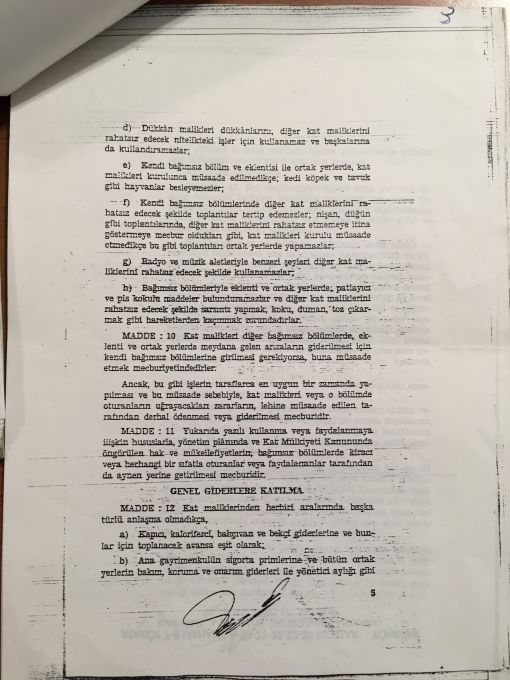 3
d) Dükkân malikleri dükkânlarını, diğer kat maliklerini
rahatsız edecek nitelikteki işler için kullanamaz ve başkalarına
da kullandıramazlar;
e) Kendi bağımsız bölüm ve eklentisi ile ortak yerlerde, kat
malikleri kurulunca müsaade edilmedikçe; kedi köpek ve tavuk
gibi hayvanlar besleyemezler;
f) Kendi bağımsız bölümlerinde diğer kat maliklerini ra-
hatsız edecek şekilde toplantılar tertip edemezler; nişan, düğün
gibi toplantılarında, diğer kat maliklerini rahatsız etmemeye itina
göstermeye mecbur oldukları gibi, kat malikleri kurulu müsaade
etmedikçe bu gibi toplantıları ortak yerlerde yapamazlar;
g) Radyo ve müzik aletleriyle benzeri şeyleri diğer kat ma-
liklerini rahatsız edecek şekilde kullanamazlar;
h) Bağımsız bölümleriyle eklenti ve ortak yerlerde; patlayıcı
ve pis kokulu maddeler bulunduramazlar ve diğer kat maliklerini
rahatsız edecek şekilde sarsıntı yapmak, koku, duman, toz çıkar-
mak gibi hareketlerden kaçınmak zorundadırlar.
MADDE : 10 Kat malikleri diğer bağımsız bölümlerde, ek-
lenti ve ortak yerlerde meydana gelen arızaların giderilmesi için
kendi bağımsız bölümlerine girilmesi gerekiyorsa, buna müsaade
etmek mecburiyetindedirler.
Ancak, bu gibi işlerin taraflarca en uygun bir zamanda ya-
pılması ve bu müsaade sebebiyle, kat malikleri veya o bölümde
oturanların uğrayacakları zararların, lehine müsaade edilen ta-
rafından derhal ödenmesi veya giderilmesi mecburidir.
MADDE : 11 Yukarıda yazılı kullanma veya faydalanmaya
ilişkin hususlarla, yönetim plânında ve Kat Mülkiyeti Kanununda
öngörülen hak ve mükellefiyetlerin; bağımsız bölümlerde kiracı
veya herhangi bir sıfatla oturanlar veya faydalananlar tarafından
da aynen yerine getirilmesi mecburidir.
GENEL GİDERLERE KATILMA
MADDE : 12 Kat maliklerinden herbiri aralarında başka
türlü anlaşma olmadıkça,
a) Kapıcı, kaloriferci, bahçıvan ve bekçi giderlerine ve bun-
lar için toplanacak avansa eşit olarak;
b) Ana gayrimenkulün sigorta primlerine ve bütün ortak
yerlerin bakım, koruma ve onarım giderleri ile yönetici aylığı gibi
5